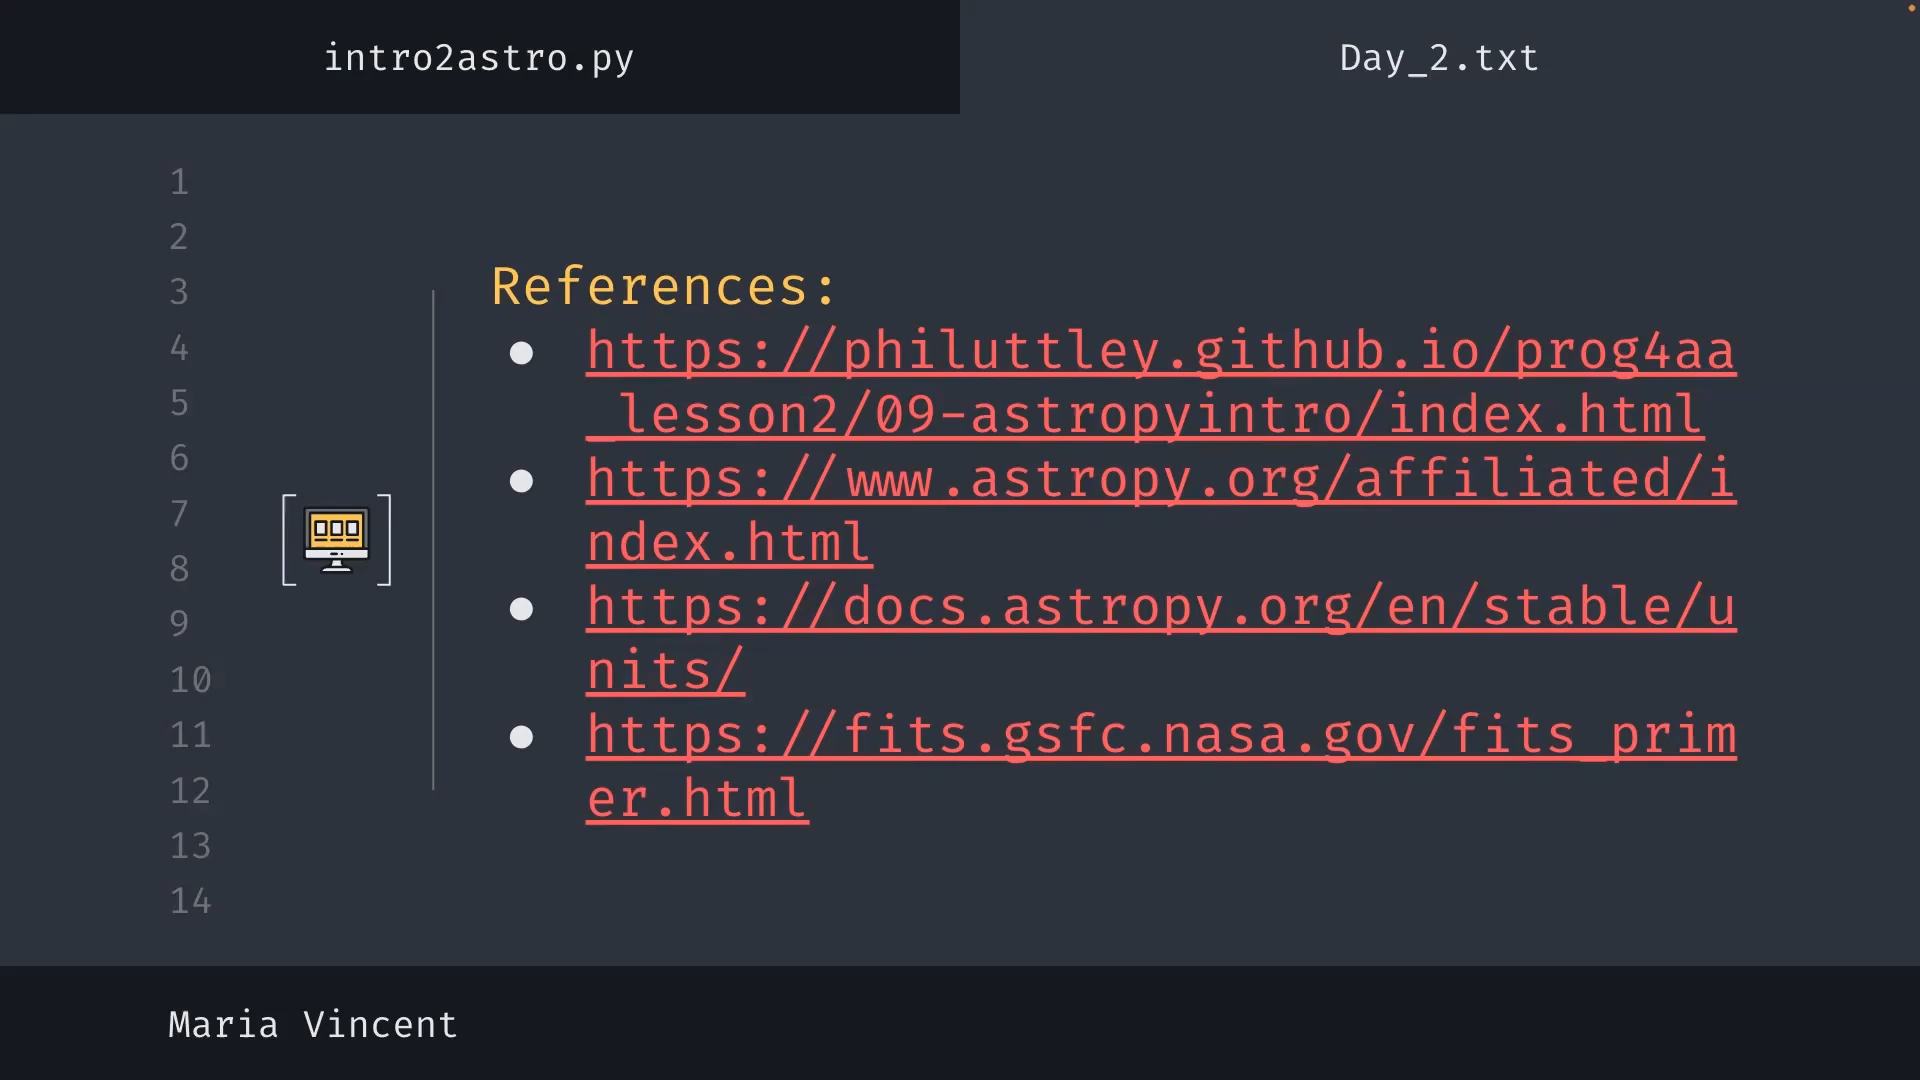 intro2astro.py
Day_2.txt
1
2
3
4
5
6
7
8
9
10
11
12
13
14
References:
● https://philuttley.github.io/prog4aa
_lesson2/09-astropyintro/index.html
● https://www.astropy.org/affiliated/i
ndex.html
● https://docs.astropy.org/en/stable/u
nits/
● https://fits.gsfc.nasa.gov/fits_prim
er.html
Maria Vincent